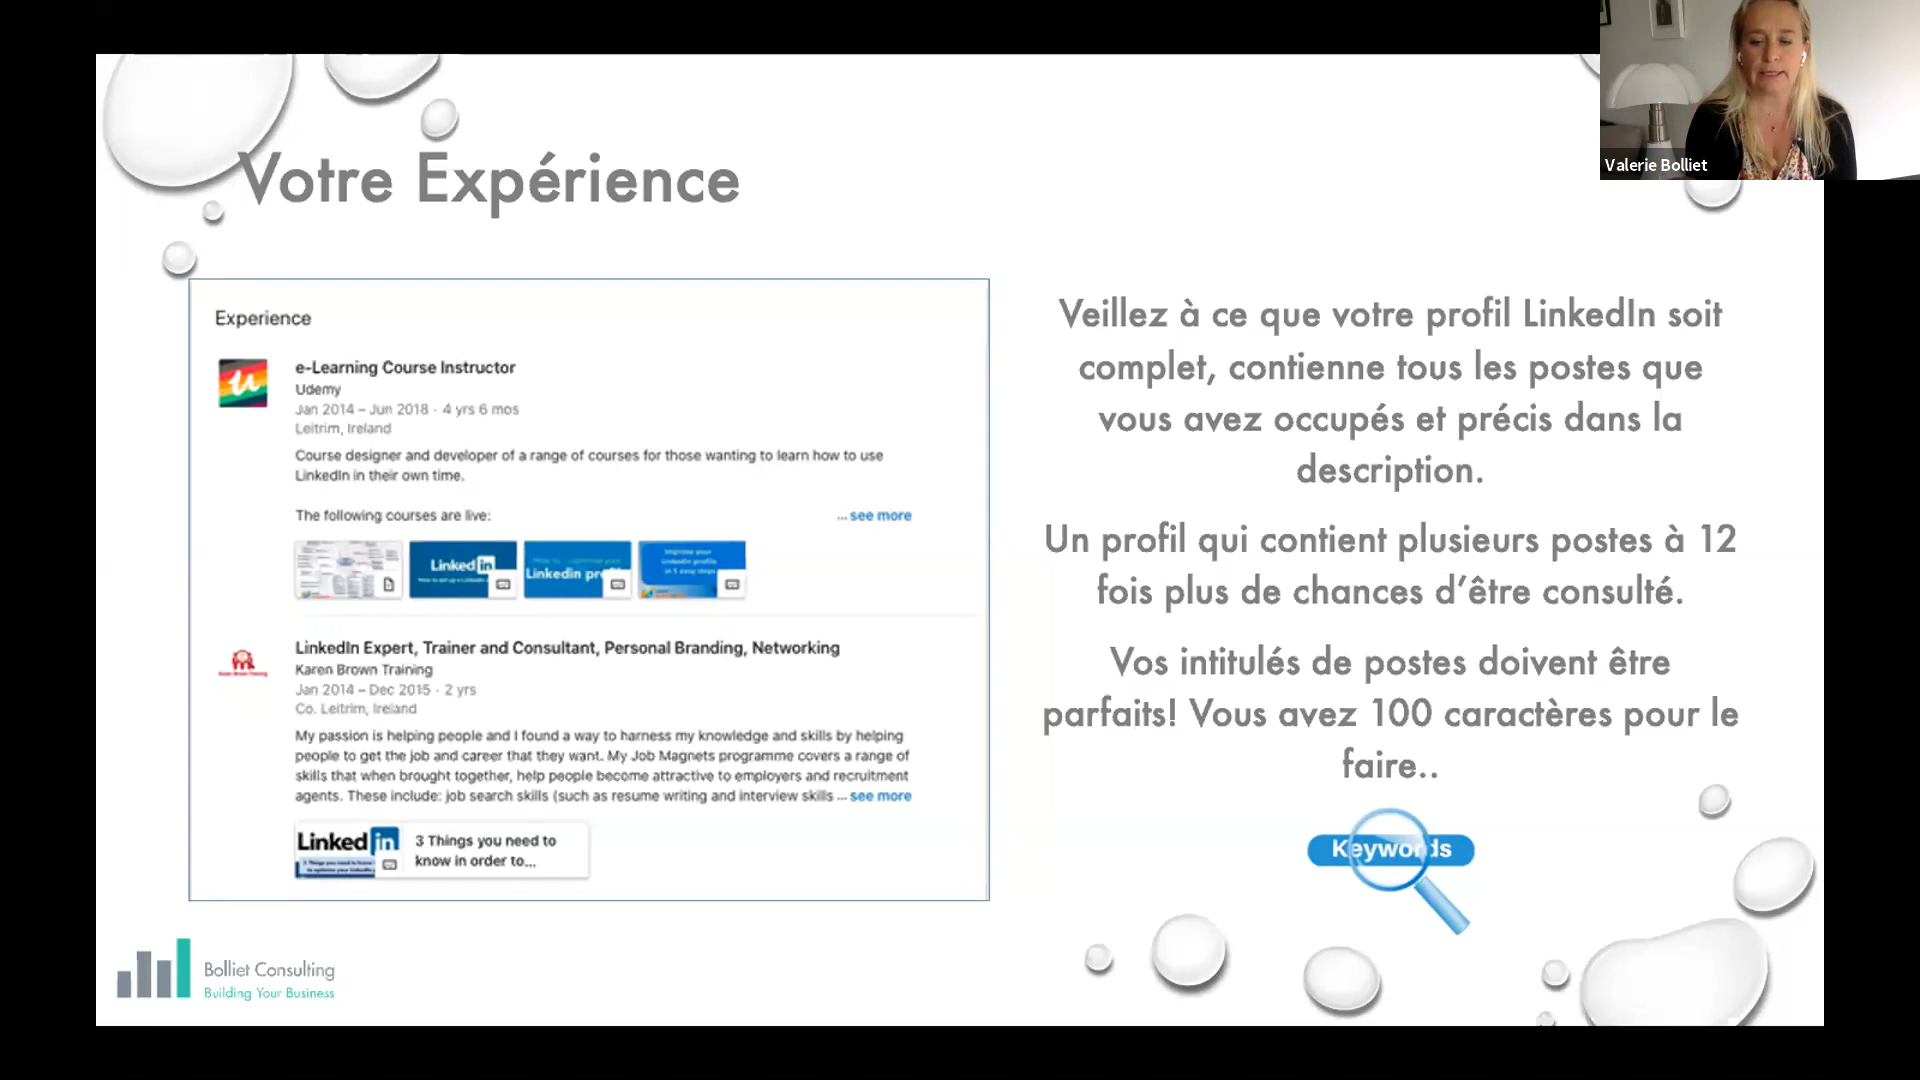 Valerie Bolliet
Votre Expérience
Experience
e-Learning Course Instructor
Udemy
Jan 2014 – Jun 2018 · 4 yrs 6 mos
Leitrim, Ireland
Course designer and developer of a range of courses for those wanting to learn how to use
LinkedIn in their own time.
The following courses are live:
... see more
Linked in
Linkedin
LinkedIn Expert, Trainer and Consultant, Personal Branding, Networking
Karen Brown Training
Jan 2014 – Dec 2015 · 2 yrs
Co. Leitrim, Ireland
My passion is helping people and I found a way to harness my knowledge and skills by helping
people to get the job and career that they want. My Job Magnets programme covers a range of
skills that when brought together, help people become attractive to employers and recruitment
agents. These include: job search skills (such as resume writing and interview skills ... see more
Linked in
3 Things you need to
know in order to...
Veillez à ce que votre profil LinkedIn soit
complet, contienne tous les postes que
vous avez occupés et précis dans la
description.
Un profil qui contient plusieurs postes à 12
fois plus de chances d’être consulté.
Vos intitulés de postes doivent être
parfaits! Vous avez 100 caractères pour le
faire..
Keywords
Bolliet Consulting
Building Your Business